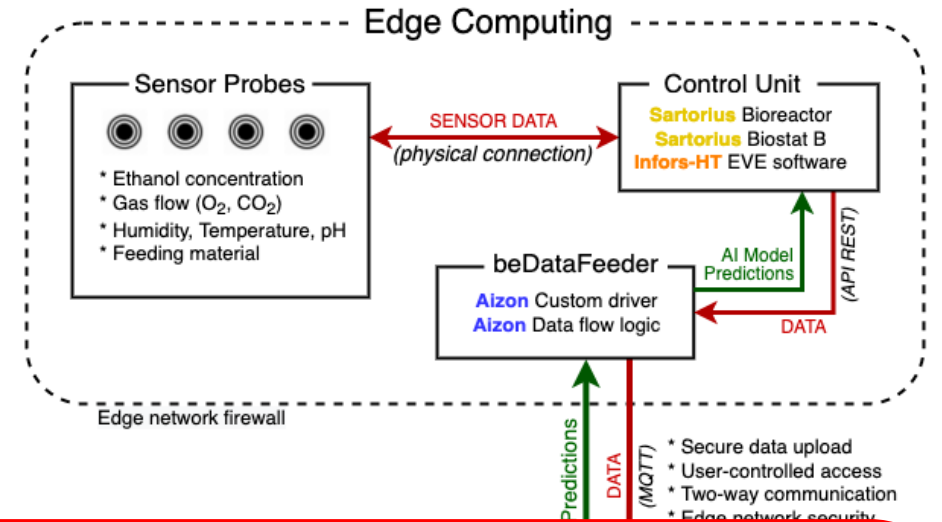 Edge Computing
Sensor Probes
* Ethanol concentration
* Gas flow (O₂, CO₂)
* Humidity, Temperature, pH
* Feeding material
SENSOR DATA
(physical connection)
Control Unit
Sartorius Bioreactor
Sartorius Biostat B
Infors-HT EVE software
beDataFeeder
Aizon Custom driver
Aizon Data flow logic
AI Model
Predictions
(API REST)
DATA
Edge network firewall
Predictions
DATA
(MQTT)
* Secure data upload
* User-controlled access
* Two-way communication
* Edge network security